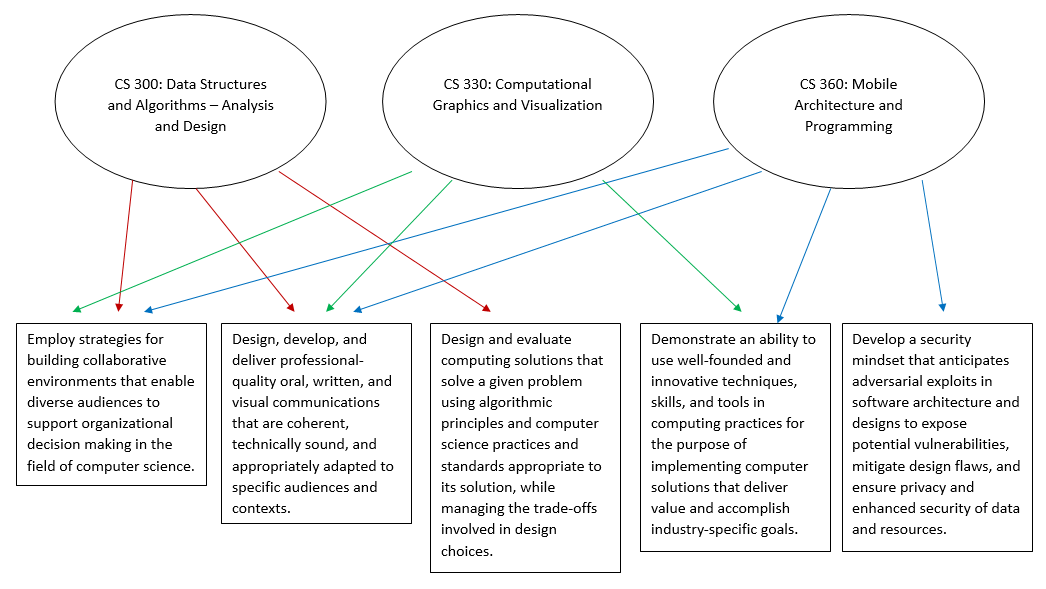 CS 300: Data Structures
and Algorithms – Analysis
and Design
CS 330: Computational
Graphics and Visualization
CS 360: Mobile
Architecture and
Programming
Employ strategies for
building collaborative
environments that enable
diverse audiences to
support organizational
decision making in the
field of computer science.
Design, develop, and
deliver professional-
quality oral, written, and
visual communications
that are coherent,
technically sound, and
appropriately adapted to
specific audiences and
contexts.
Design and evaluate
computing solutions that
solve a given problem
using algorithmic
principles and computer
science practices and
standards appropriate to
its solution, while
managing the trade-offs
involved in design
choices.
Demonstrate an ability to
use well-founded and
innovative techniques,
skills, and tools in
computing practices for
the purpose of
implementing computer
solutions that deliver
value and accomplish
industry-specific goals.
Develop a security
mindset that anticipates
adversarial exploits in
software architecture and
designs to expose
potential vulnerabilities,
mitigate design flaws, and
ensure privacy and
enhanced security of data
and resources.